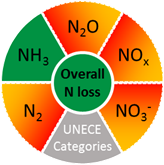 N₂O
NH₃
NOₓ
Overall
N loss
N₂
NO₃⁻
UNECE
Categories